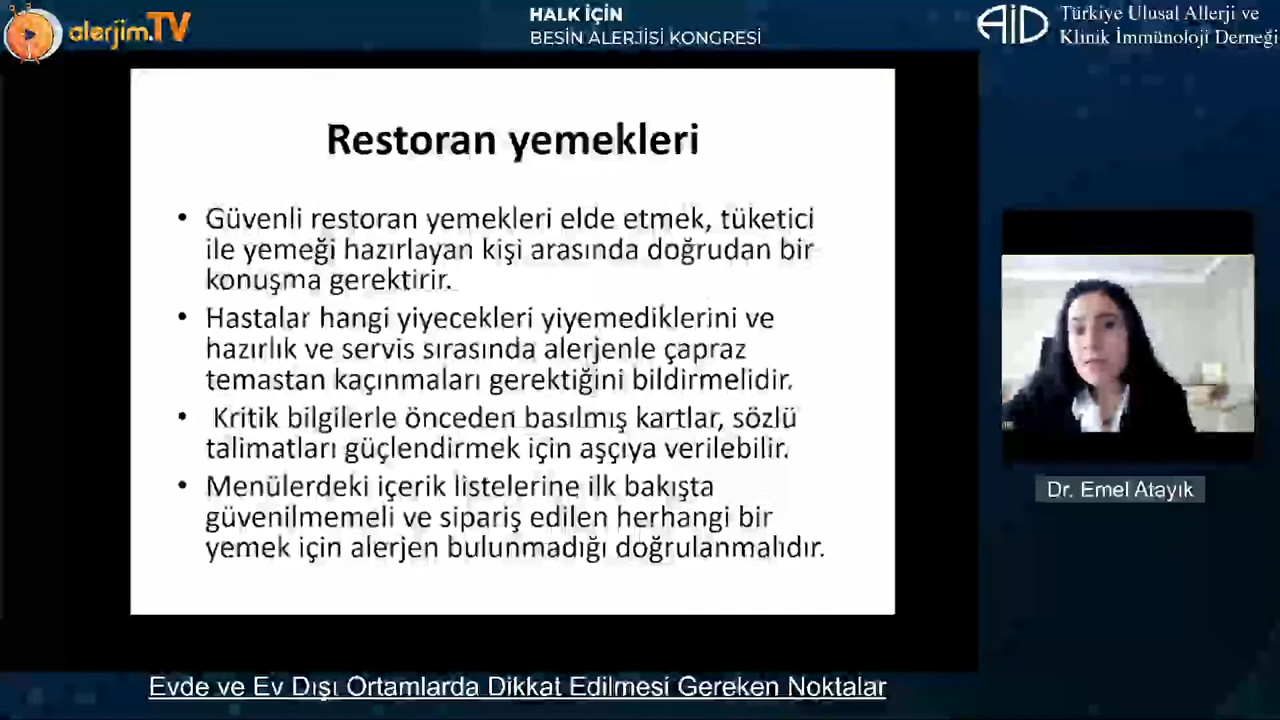 alerjim.TV
HALK İÇİN
BESİN ALERJİSİ KONGRESİ
AİD
Türkiye Ulusal Allerji ve
Klinik İmmünoloji Derneği
Restoran yemekleri
• Güvenli restoran yemekleri elde etmek, tüketici
ile yemeği hazırlayan kişi arasında doğrudan bir
konuşma gerektirir.
• Hastalar hangi yiyecekleri yiyemediklerini ve
hazırlık ve servis sırasında alerjenle çapraz
temastan kaçınmaları gerektiğini bildirmelidir.
• Kritik bilgilerle önceden basılmış kartlar, sözlü
talimatları güçlendirmek için aşçıya verilebilir.
• Menülerdeki içerik listelerine ilk bakışta
güvenilmemeli ve sipariş edilen herhangi bir
yemek için alerjen bulunmadığı doğrulanmalıdır.
Dr. Emel Atayık
Evde ve Ev Dışı Ortamlarda Dikkat Edilmesi Gereken Noktalar